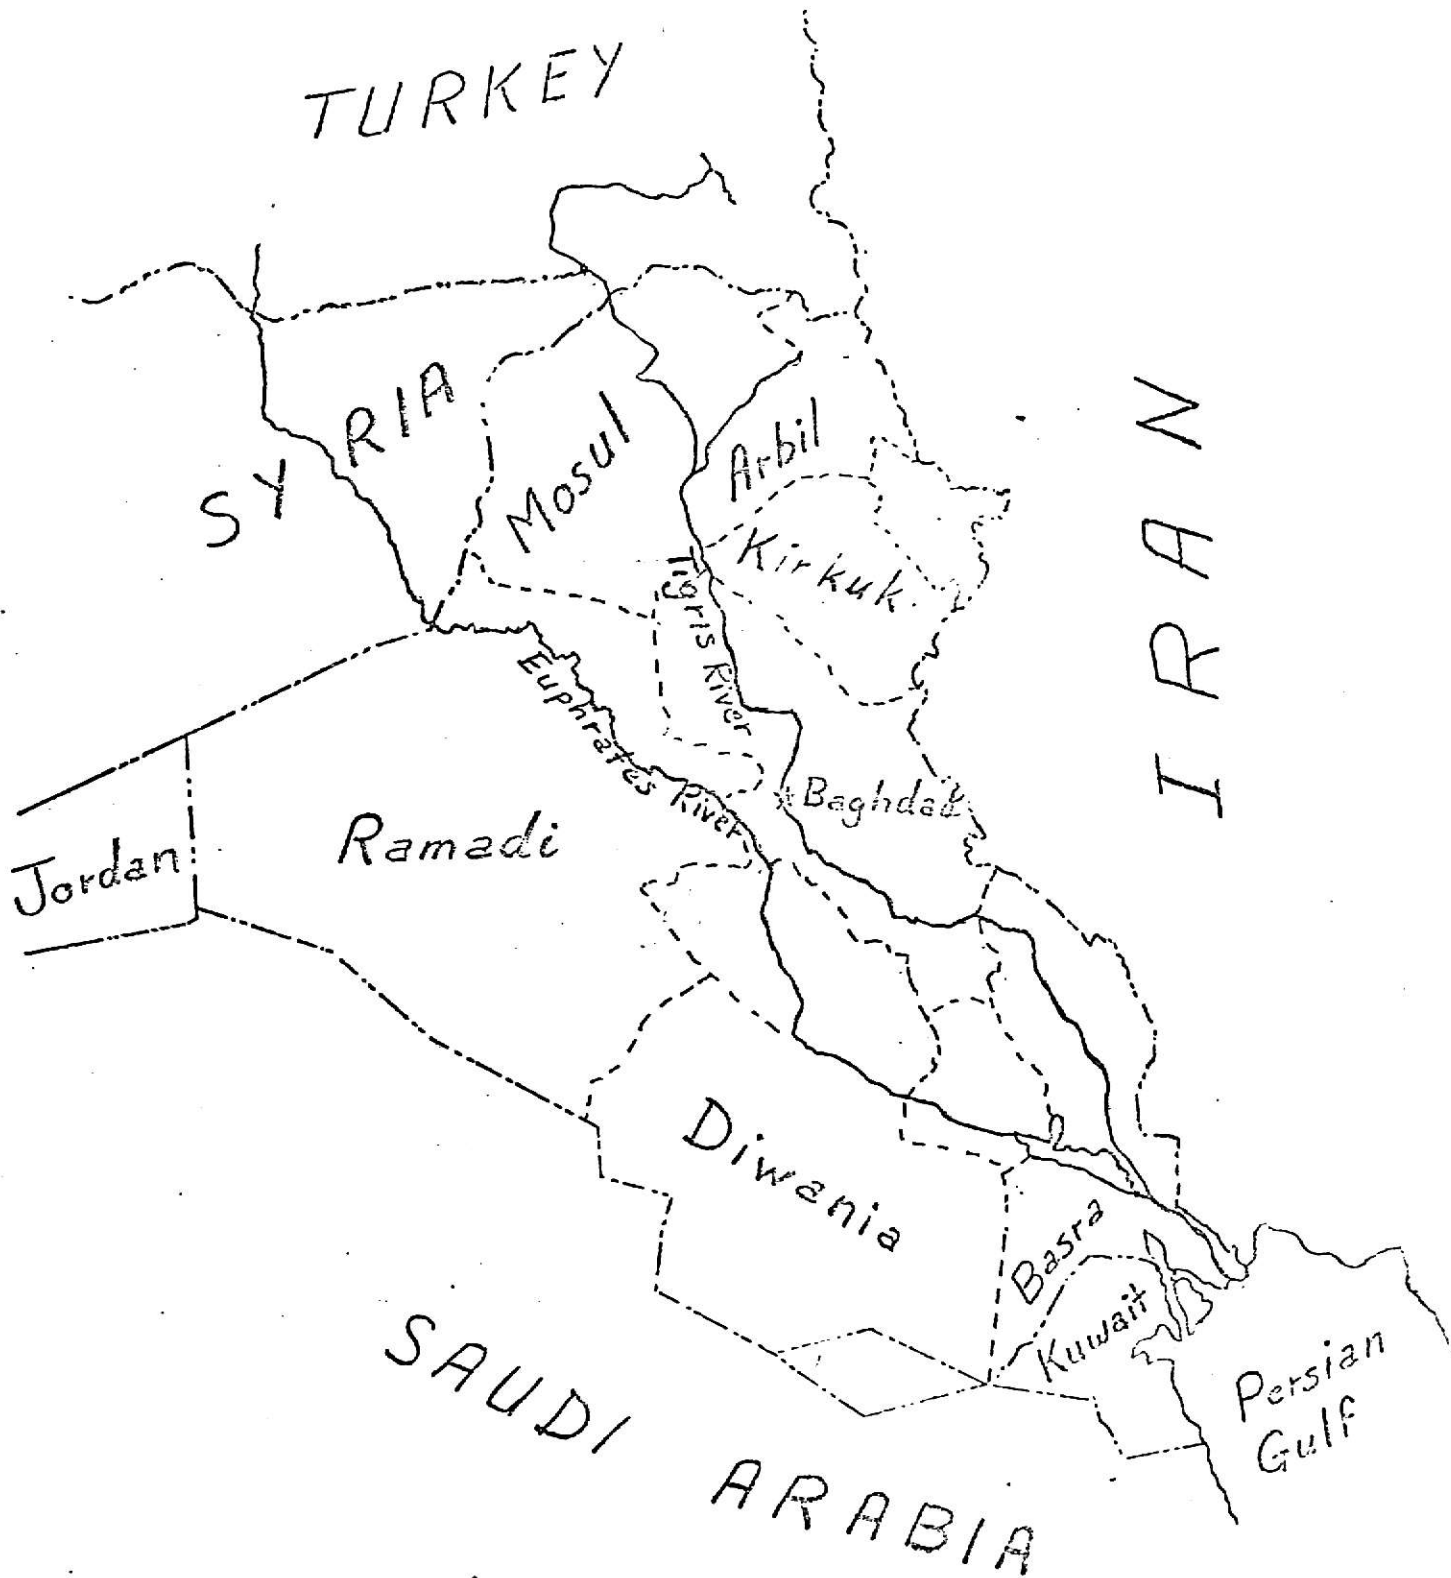 TURKEY
SYRIA
Mosul
Arbil
Kirkuk
IRAN
Tigris River
Euphrates River
Baghdad
Ramadi
Jordan
Diwania
Basra
Kuwait
Persian
Gulf
SAUDI ARABIA